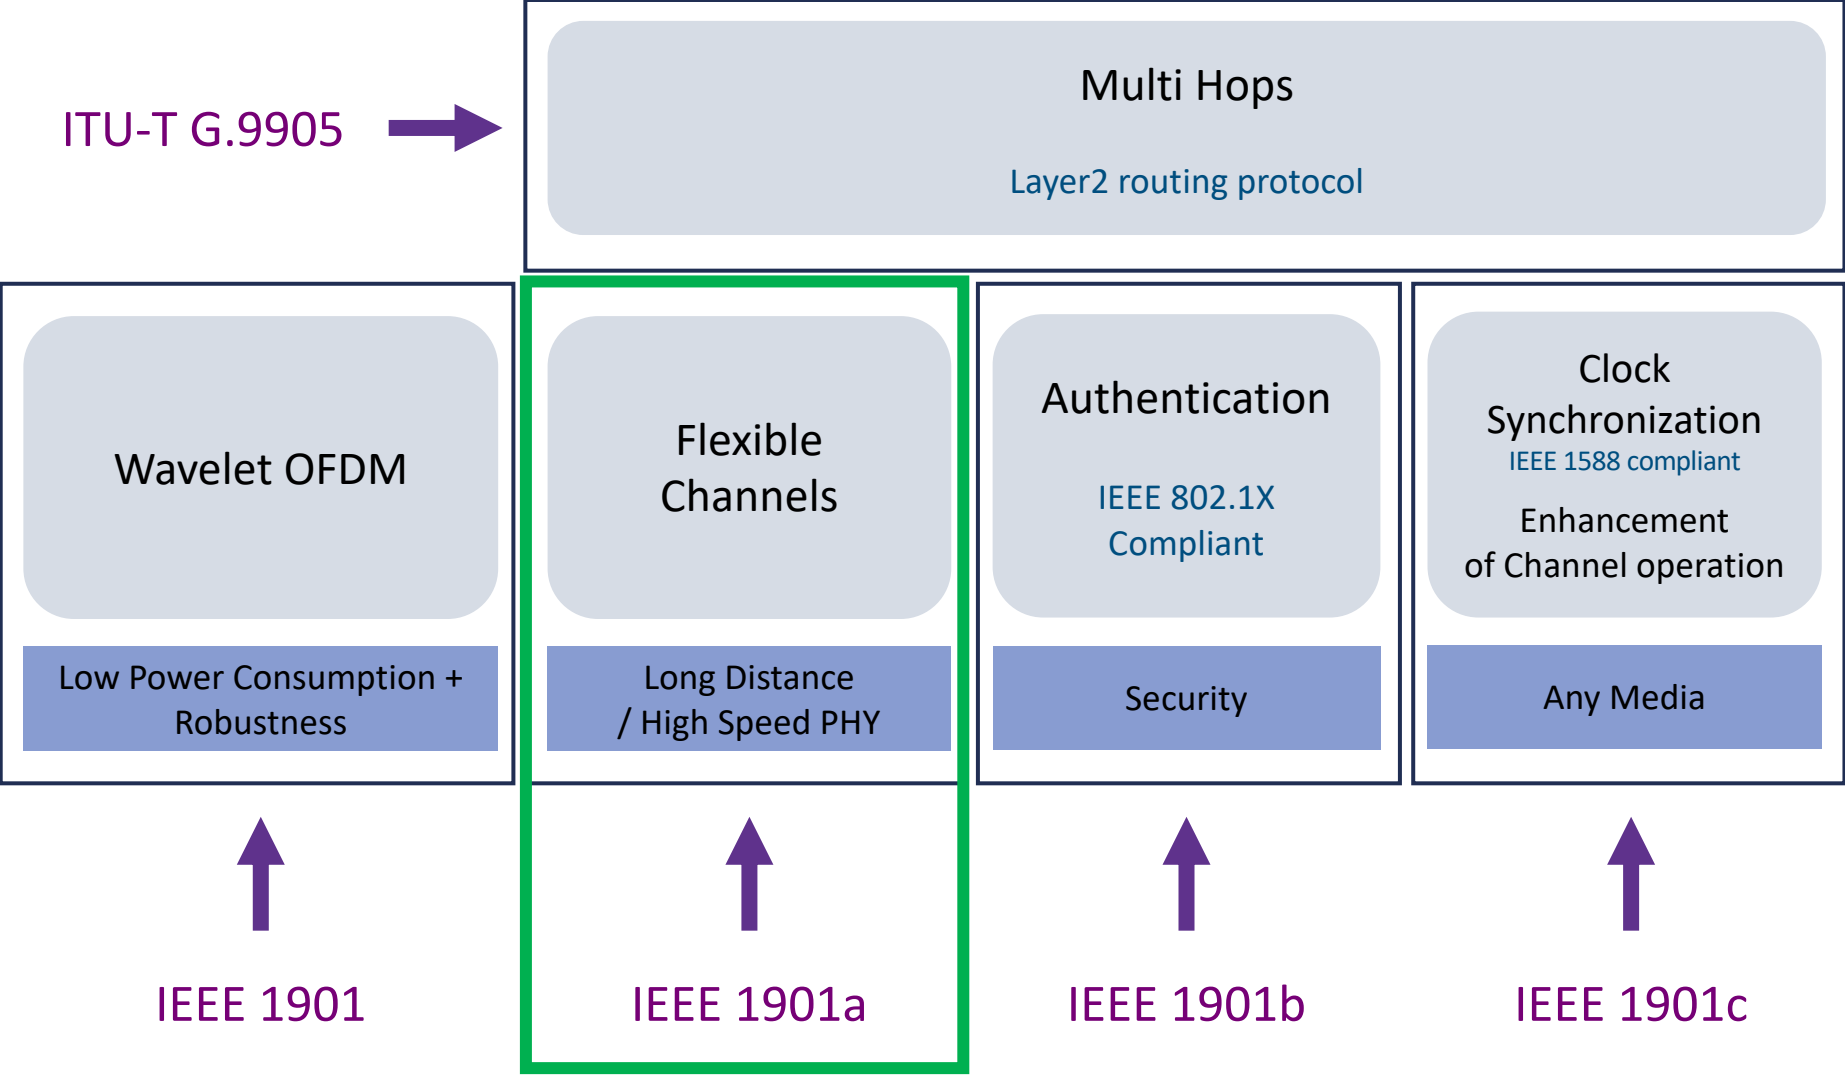 Multi Hops
ITU-T G.9905
Layer2 routing protocol
Wavelet OFDM
Low Power Consumption +
Robustness
IEEE 1901
Flexible
Channels
Long Distance
/ High Speed PHY
IEEE 1901a
Authentication
IEEE 802.1X
Compliant
Security
IEEE 1901b
Clock
Synchronization
IEEE 1588 compliant
Enhancement
of Channel operation
Any Media
IEEE 1901c